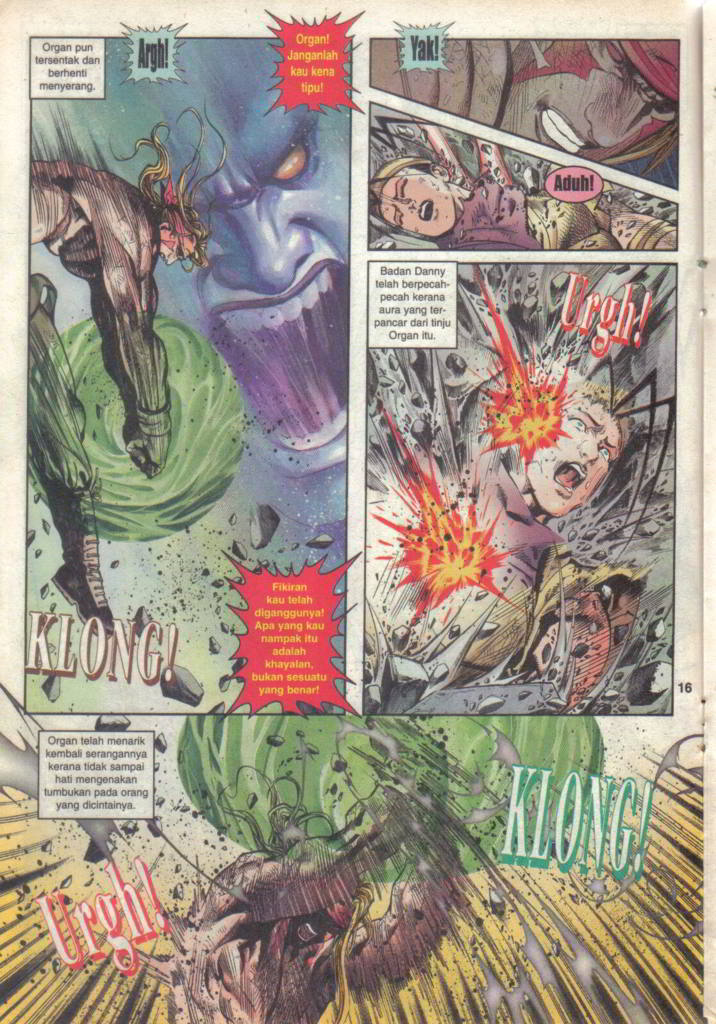 Organ pun
tersentak dan
berhenti
menyerang.
Argh!
Organ!
Janganlah
kau kena
tipu!
KLONG!
Fikiran
kau telah
diganggunya!
Apa yang kau
nampak itu
adalah
khayalan,
bukan sesuatu
yang benar!
Yak!
Aduh!
Badan Danny
telah berpecah-
pecah kerana
aura yang ter-
pancar dari tinju
Organ itu.
Urgh!
16
Organ telah menarik
kembali serangannya
kerana tidak sampai
hati mengenakan
tumbukan pada orang
yang dicintainya.
KLONG!
Urgh!